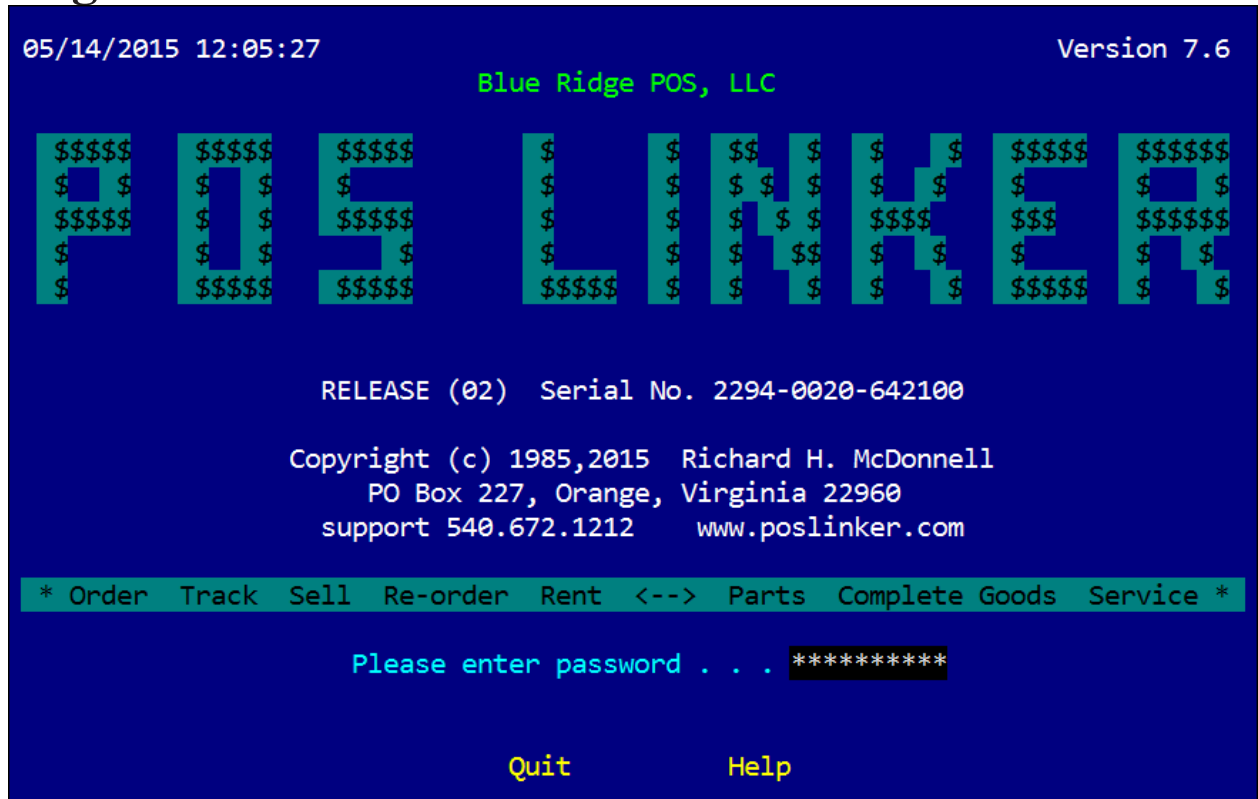 05/14/2015 12:05:27 Version 7.6
Blue Ridge POS, LLC
POS LINKER
RELEASE (02) Serial No. 2294-0020-642100
Copyright (c) 1985,2015 Richard H. McDonnell
PO Box 227, Orange, Virginia 22960
support 540.672.1212 www.poslinker.com
* Order Track Sell Re-order Rent <--> Parts Complete Goods Service *
Please enter password . . . **********
Quit Help